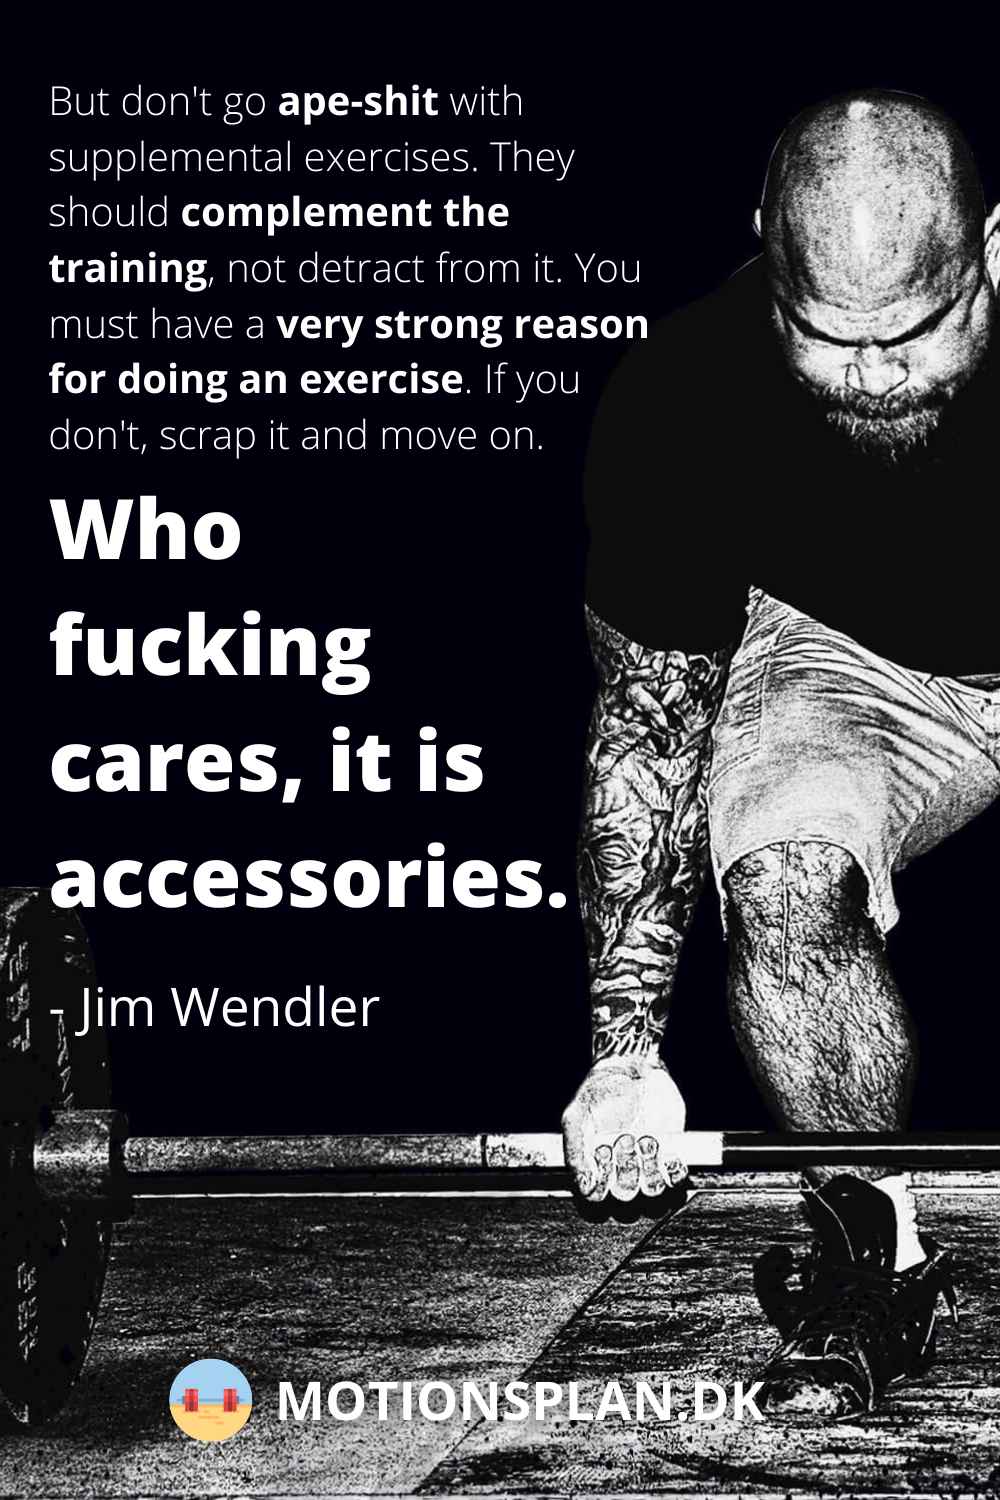 But don't go ape-shit with
supplemental exercises. They
should complement the
training, not detract from it. You
must have a very strong reason
for doing an exercise. If you
don't, scrap it and move on.
Who
fucking
cares, it is
accessories.
- Jim Wendler
MOTIONSPLAN.DK